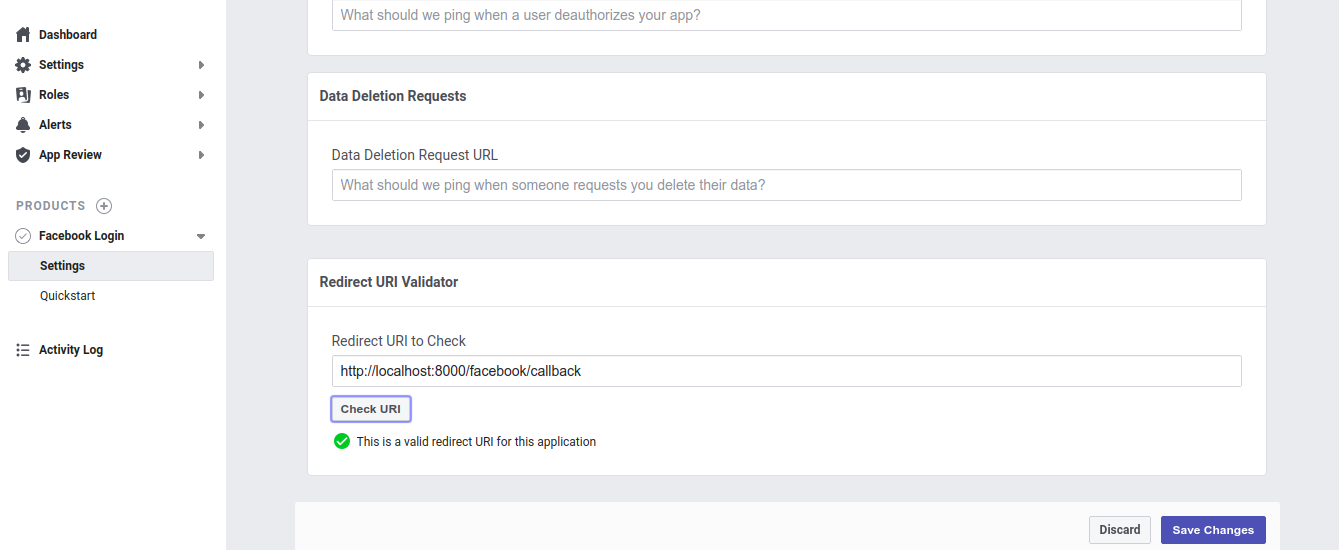 Dashboard
Settings
Roles
Alerts
App Review
PRODUCTS
Facebook Login
Settings
Quickstart
Activity Log
What should we ping when a user deauthorizes your app?
Data Deletion Requests
Data Deletion Request URL
What should we ping when someone requests you delete their data?
Redirect URI Validator
Redirect URI to Check
http://localhost:8000/facebook/callback
Check URI
This is a valid redirect URI for this application
Discard
Save Changes